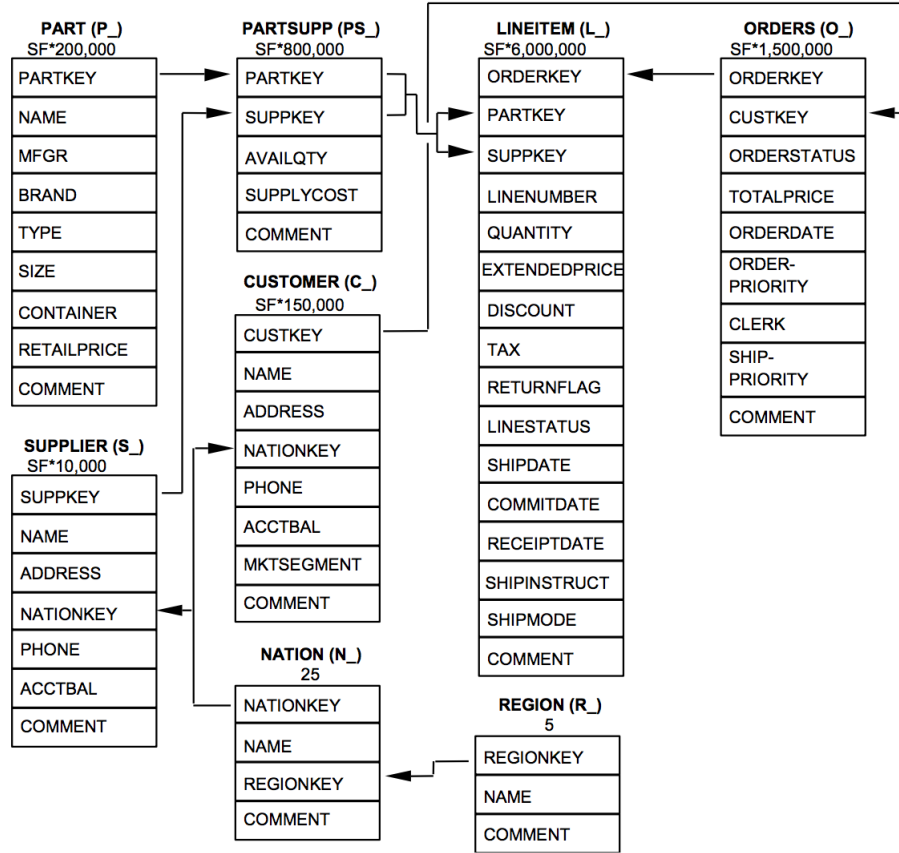 PART (P_)
SF*200,000
PARTKEY
NAME
MFGR
BRAND
TYPE
SIZE
CONTAINER
RETAILPRICE
COMMENT
SUPPLIER (S_)
SF*10,000
SUPPKEY
NAME
ADDRESS
NATIONKEY
PHONE
ACCTBAL
COMMENT
PARTSUPP (PS_)
SF*800,000
PARTKEY
SUPPKEY
AVAILQTY
SUPPLYCOST
COMMENT
CUSTOMER (C_)
SF*150,000
CUSTKEY
NAME
ADDRESS
NATIONKEY
PHONE
ACCTBAL
MKTSEGMENT
COMMENT
NATION (N_)
25
NATIONKEY
NAME
REGIONKEY
COMMENT
LINEITEM (L_)
SF*6,000,000
ORDERKEY
PARTKEY
SUPPKEY
LINENUMBER
QUANTITY
EXTENDEDPRICE
DISCOUNT
TAX
RETURNFLAG
LINESTATUS
SHIPDATE
COMMITDATE
RECEIPTDATE
SHIPINSTRUCT
SHIPMODE
COMMENT
REGION (R_)
5
REGIONKEY
NAME
COMMENT
ORDERS (O_)
SF*1,500,000
ORDERKEY
CUSTKEY
ORDERSTATUS
TOTALPRICE
ORDERDATE
ORDER-
PRIORITY
CLERK
SHIP-
PRIORITY
COMMENT